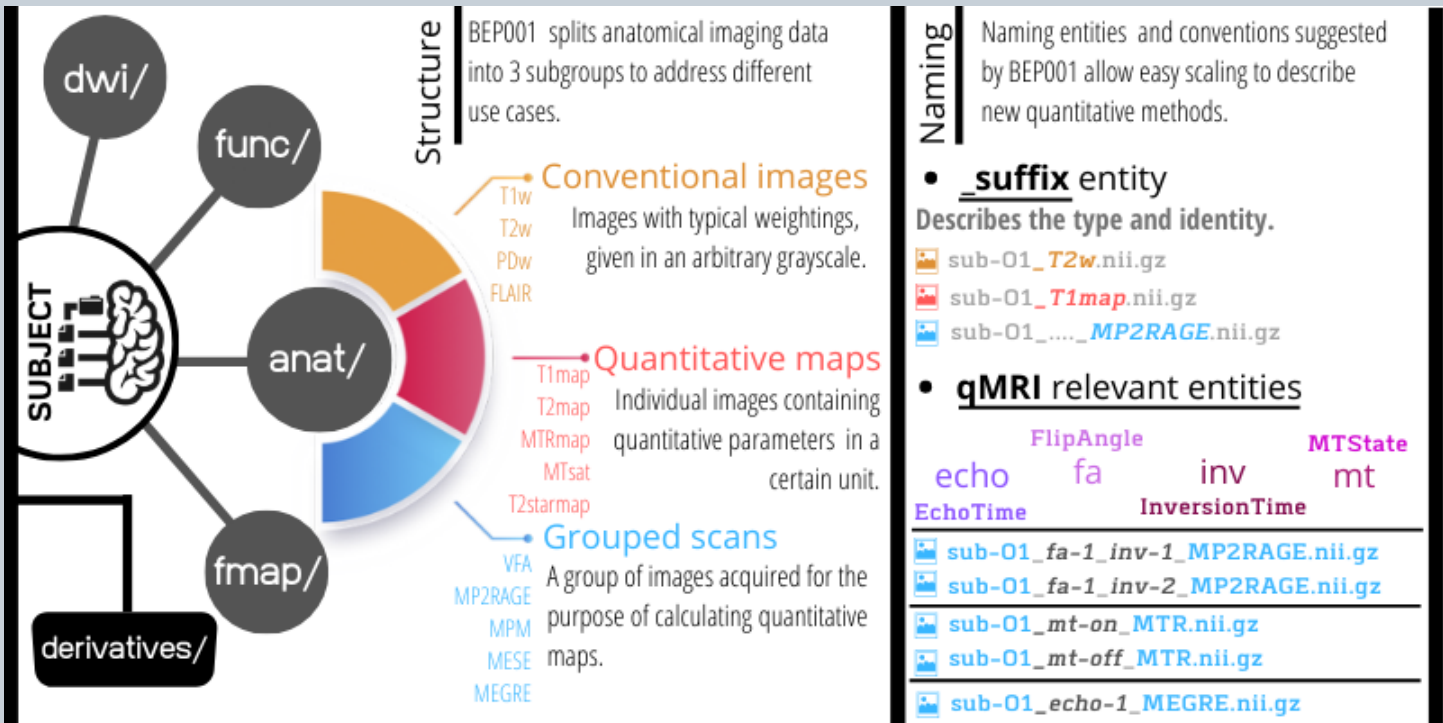 dwi/
func/
SUBJECT
anat/
fmap/
derivatives/
Structure
BEP001 splits anatomical imaging data
into 3 subgroups to address different
use cases.
Conventional images
T1w
T2w
PDw
FLAIR
Images with typical weightings,
given in an arbitrary grayscale.
Quantitative maps
T1map
T2map
MTRmap
MTsat
T2starmap
Individual images containing
quantitative parameters in a
certain unit.
Grouped scans
VFA
MP2RAGE
MPM
MESE
MEGRE
A group of images acquired for the
purpose of calculating quantitative
maps.
Naming
Naming entities and conventions suggested
by BEP001 allow easy scaling to describe
new quantitative methods.
• _suffix entity
Describes the type and identity.
sub-01_T2w.nii.gz
sub-01_T1map.nii.gz
sub-01_...._MP2RAGE.nii.gz
• qMRI relevant entities
FlipAngle MTState
echo fa inv mt
EchoTime InversionTime
sub-01_fa-1_inv-1_MP2RAGE.nii.gz
sub-01_fa-1_inv-2_MP2RAGE.nii.gz
sub-01_mt-on_MTR.nii.gz
sub-01_mt-off_MTR.nii.gz
sub-01_echo-1_MEGRE.nii.gz